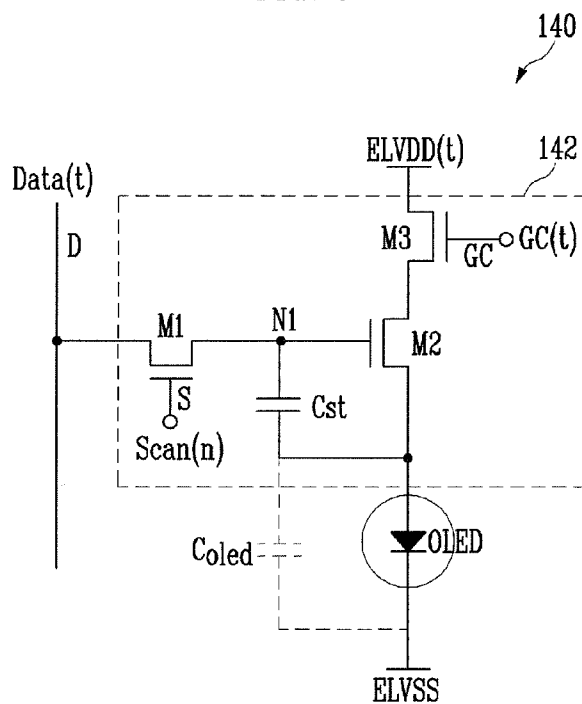 140
ELVDD(t)
142
Data(t)
D
M3
GC
GC(t)
M1
N1
M2
S
Cst
Scan(n)
Coled
OLED
ELVSS